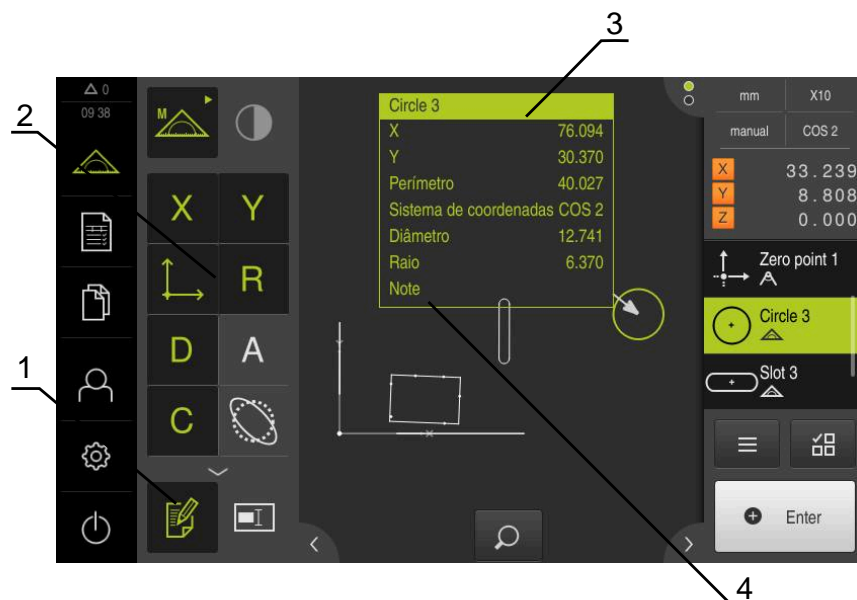 3
2
1
4
0
09 38
M
X Y
R
D A
C
Circle 3
X 76.094
Y 30.370
Perímetro 40.027
Sistema de coordenadas COS 2
Diâmetro 12.741
Raio 6.370
Note
mm X10
manual COS 2
X 33.239
Y 8.808
Z 0.000
Zero point 1
Circle 3
Slot 3
Enter